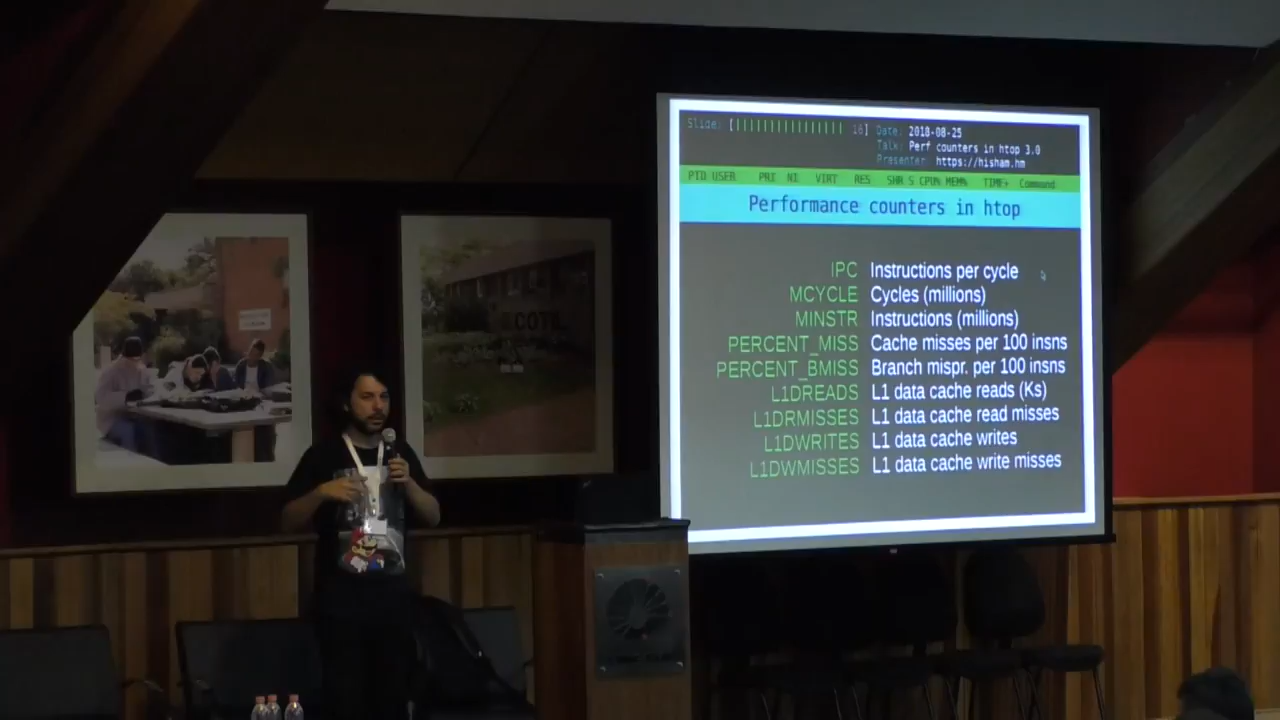 Slide: [|||||||||||||||| 16]
Date: 2018-08-25
Talk: Perf counters in htop 3.0
Presenter: https://hisham.hm
PID USER PRI NI VIRT RES SHR S CPU% MEM% TIME+ Command
Performance counters in htop
IPC Instructions per cycle
MCYCLE Cycles (millions)
MINSTR Instructions (millions)
PERCENT_MISS Cache misses per 100 insns
PERCENT_BMISS Branch mispr. per 100 insns
L1DREADS L1 data cache reads (Ks)
L1DRMISSES L1 data cache read misses
L1DWRITES L1 data cache writes
L1DWMISSES L1 data cache write misses